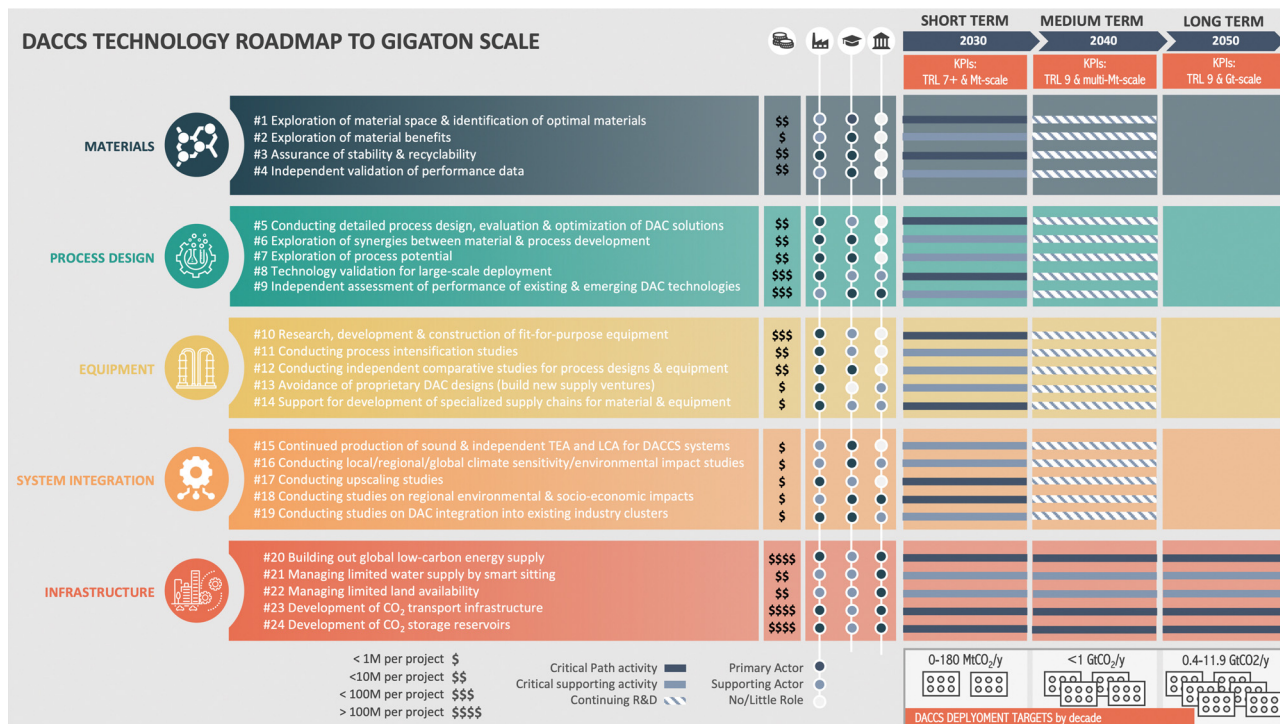 DACCS TECHNOLOGY ROADMAP TO GIGATON SCALE
SHORT TERM
MEDIUM TERM
LONG TERM
2030
2040
2050
KPIs:
TRL 7+ & Mt-scale
KPIs:
TRL 9 & multi-Mt-scale
KPIs:
TRL 9 & Gt-scale
MATERIALS
#1 Exploration of material space & identification of optimal materials
$$
#2 Exploration of material benefits
$
#3 Assurance of stability & recyclability
$$
#4 Independent validation of performance data
$$
PROCESS DESIGN
#5 Conducting detailed process design, evaluation & optimization of DAC solutions
$$
#6 Exploration of synergies between material & process development
$$
#7 Exploration of process potential
$$
#8 Technology validation for large-scale deployment
$$$
#9 Independent assessment of performance of existing & emerging DAC technologies
$$$
EQUIPMENT
#10 Research, development & construction of fit-for-purpose equipment
$$$
#11 Conducting process intensification studies
$$
#12 Conducting independent comparative studies for process designs & equipment
$$
#13 Avoidance of proprietary DAC designs (build new supply ventures)
$
#14 Support for development of specialized supply chains for material & equipment
$
SYSTEM INTEGRATION
#15 Continued production of sound & independent TEA and LCA for DACCS systems
$
#16 Conducting local/regional/global climate sensitivity/environmental impact studies
$
#17 Conducting upscaling studies
$
#18 Conducting studies on regional environmental & socio-economic impacts
$
#19 Conducting studies on DAC integration into existing industry clusters
$
INFRASTRUCTURE
#20 Building out global low-carbon energy supply
$$$$
#21 Managing limited water supply by smart sitting
$$
#22 Managing limited land availability
$$
#23 Development of CO₂ transport infrastructure
$$$$
#24 Development of CO₂ storage reservoirs
$$$$
< 1M per project $
<10M per project $$
< 100M per project $$$
> 100M per project $$$$
Critical Path activity
Critical supporting activity
Continuing R&D
Primary Actor
Supporting Actor
No/Little Role
0-180 MtCO₂/y
<1 GtCO₂/y
0.4-11.9 GtCO2/y
DACCS DEPLYOMENT TARGETS by decade